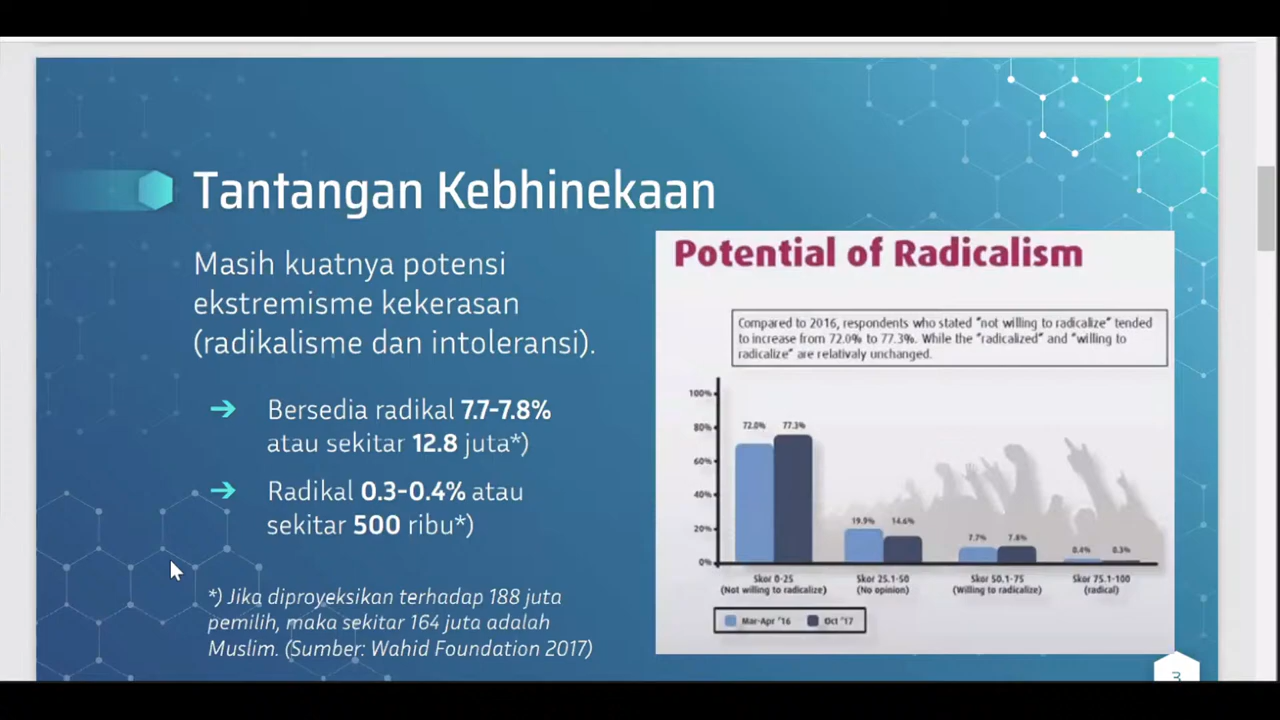 Tantangan Kebhinekaan
Masih kuatnya potensi
ekstremisme kekerasan
(radikalisme dan intoleransi).
Bersedia radikal 7.7-7.8%
atau sekitar 12.8 juta*)
Radikal 0.3-0.4% atau
sekitar 500 ribu*)
*) Jika diproyeksikan terhadap 188 juta
pemilih, maka sekitar 164 juta adalah
Muslim. (Sumber: Wahid Foundation 2017)
Potential of Radicalism
Compared to 2016, respondents who stated "not willing to radicalize" tended
to increase from 72.0% to 77.3%. While the "radicalized" and "willing to
radicalize" are relativaly unchanged.
100%
80%
60%
40%
20%
0%
72.0% 77.3%
19.9% 14.6%
7.7% 7.8%
0.4% 0.3%
Skor 0-25
(Not willing to radicalize)
Skor 25.1-50
(No opinion)
Skor 50.1-75
(Willing to radicalize)
Skor 75.1-100
(radical)
Mar-Apr '16 Oct '17
3